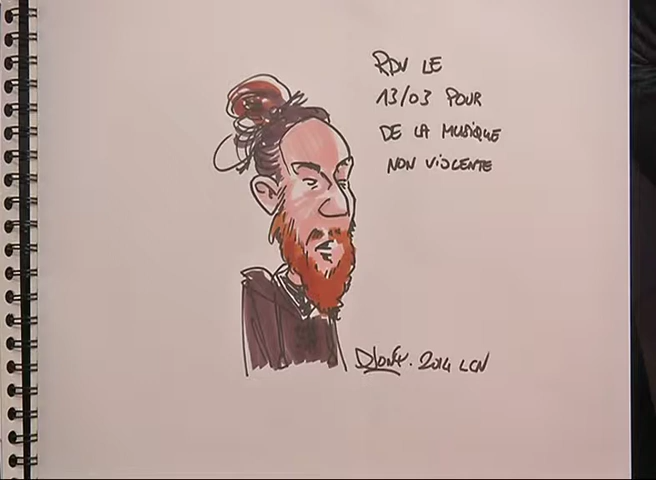 RDV LE
13/03 POUR
DE LA MUSIQUE
NON VIOLENTE
2014 LCN